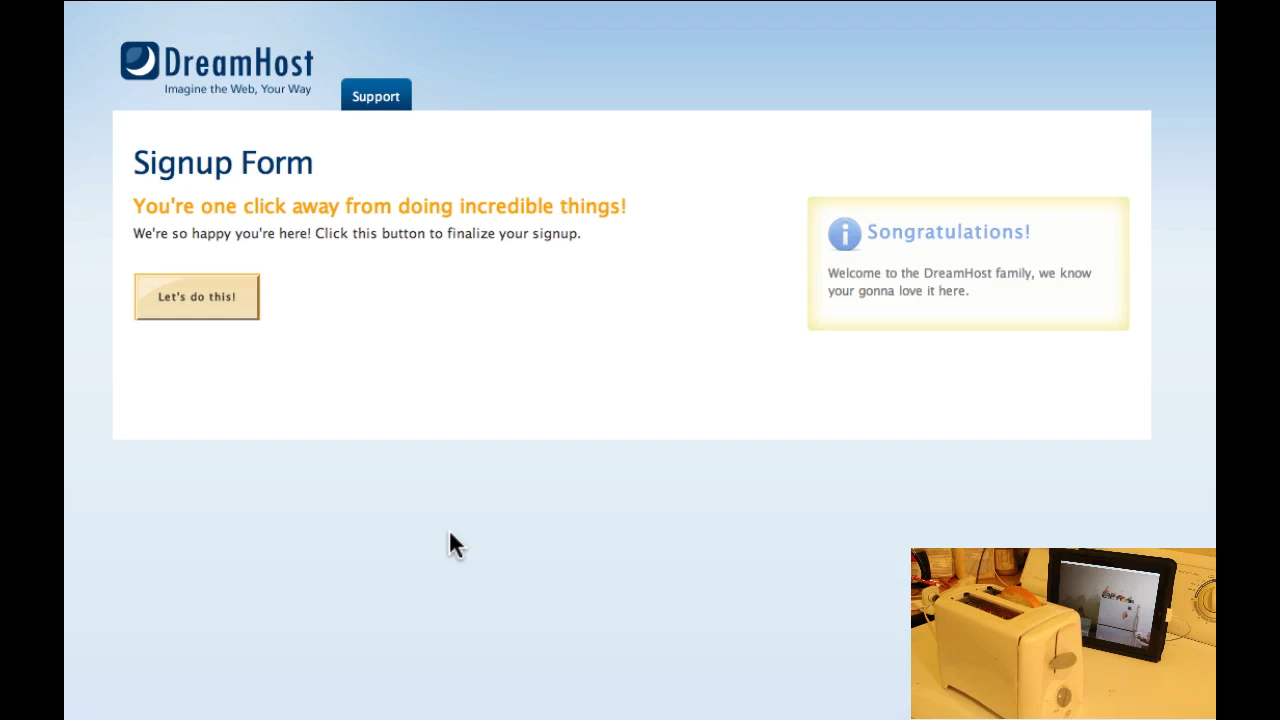 DreamHost
Imagine the Web, Your Way
Support
Signup Form
You're one click away from doing incredible things!
We're so happy you're here! Click this button to finalize your signup.
Let's do this!
Songratulations!
Welcome to the DreamHost family, we know
your gonna love it here.